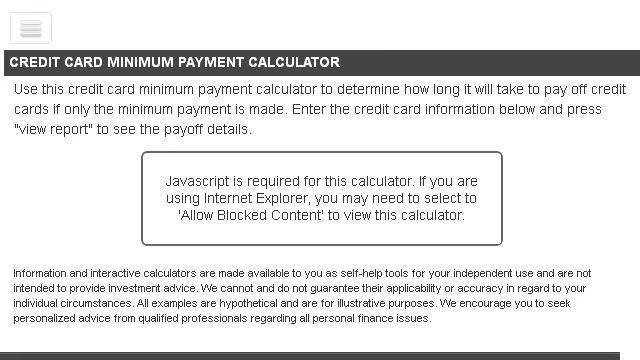 CREDIT CARD MINIMUM PAYMENT CALCULATOR
Use this credit card minimum payment calculator to determine how long it will take to pay off credit
cards if only the minimum payment is made. Enter the credit card information below and press
"view report" to see the payoff details.
Javascript is required for this calculator. If you are
using Internet Explorer, you may need to select to
'Allow Blocked Content' to view this calculator.
Information and interactive calculators are made available to you as self-help tools for your independent use and are not
intended to provide investment advice. We cannot and do not guarantee their applicability or accuracy in regard to your
individual circumstances. All examples are hypothetical and are for illustrative purposes. We encourage you to seek
personalized advice from qualified professionals regarding all personal finance issues.